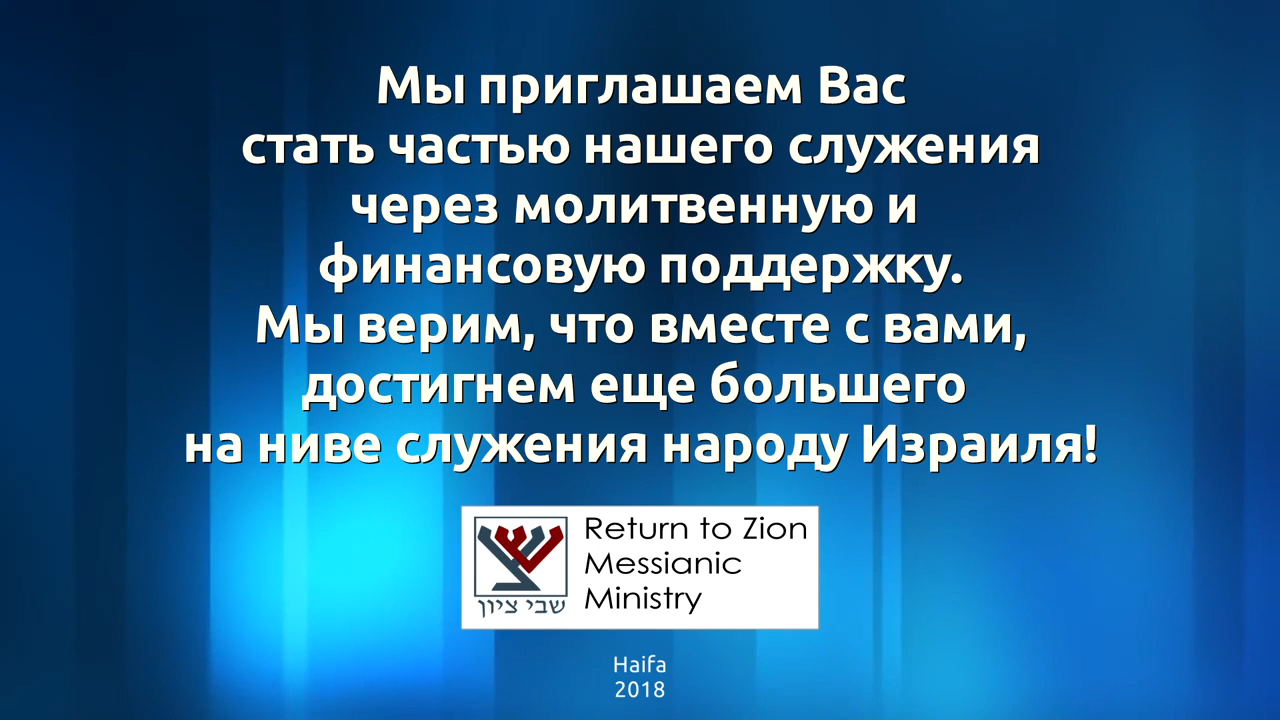 Мы приглашаем Вас
стать частью нашего служения
через молитвенную и
финансовую поддержку.
Мы верим, что вместе с вами,
достигнем еще большего
на ниве служения народу Израиля!
Return to Zion
Messianic
Ministry
שבי ציון
Haifa
2018